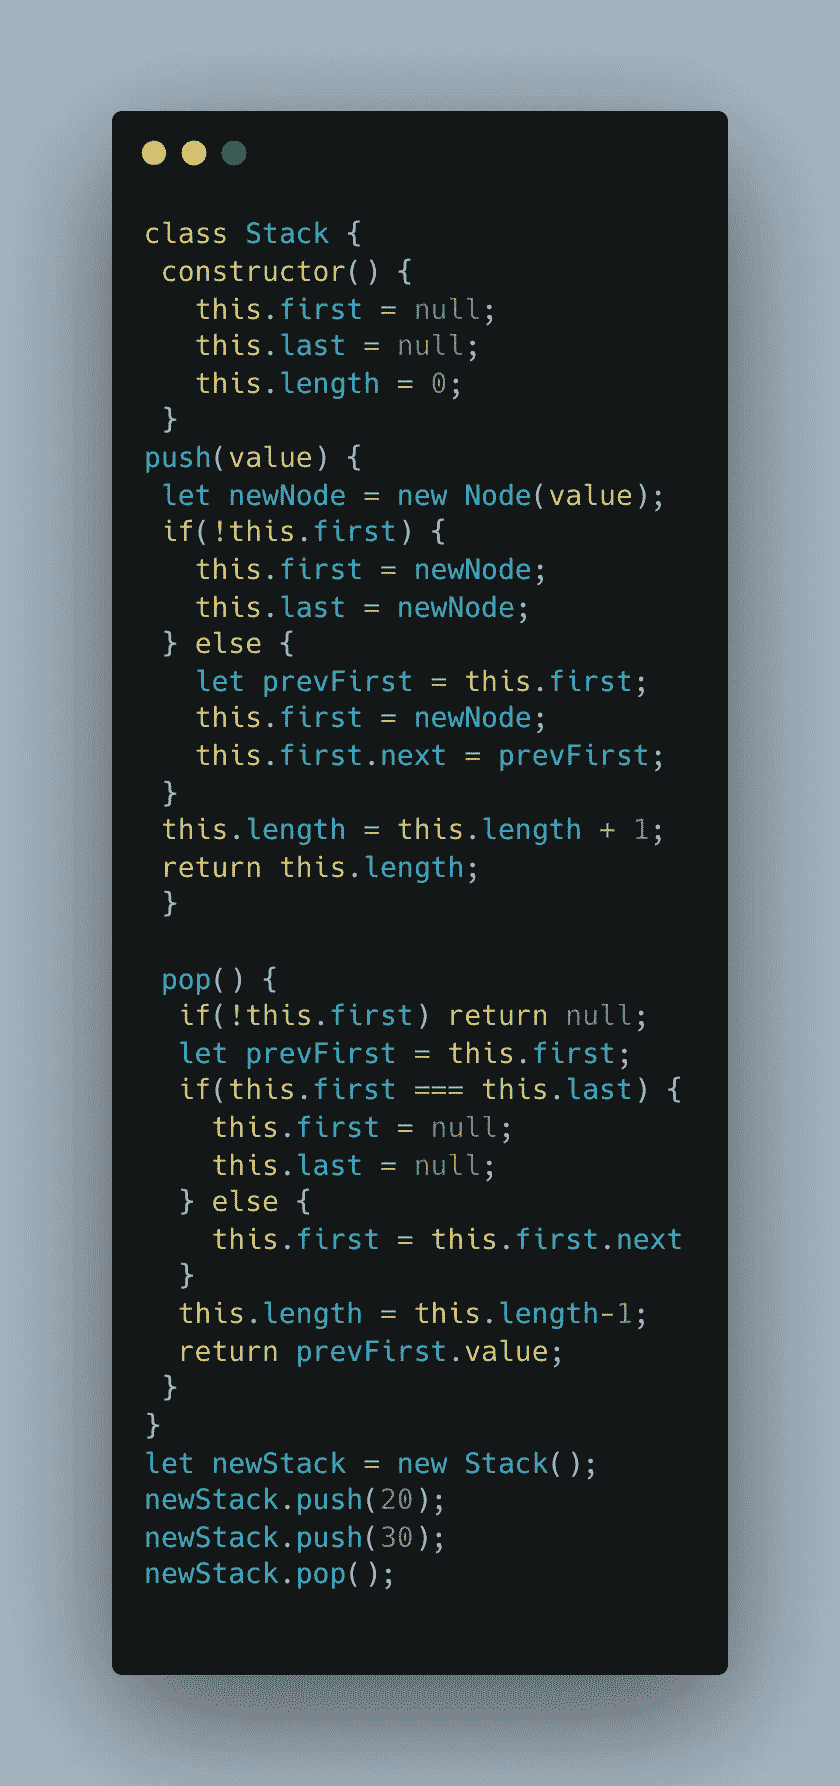 class Stack {
 constructor() {
   this.first = null;
   this.last = null;
   this.length = 0;
 }
push(value) {
 let newNode = new Node(value);
 if(!this.first) {
   this.first = newNode;
   this.last = newNode;
 } else {
   let prevFirst = this.first;
   this.first = newNode;
   this.first.next = prevFirst;
 }
 this.length = this.length + 1;
 return this.length;
 }

 pop() {
  if(!this.first) return null;
  let prevFirst = this.first;
  if(this.first === this.last) {
    this.first = null;
    this.last = null;
  } else {
    this.first = this.first.next
  }
  this.length = this.length-1;
  return prevFirst.value;
 }
}
let newStack = new Stack();
newStack.push(20);
newStack.push(30);
newStack.pop();